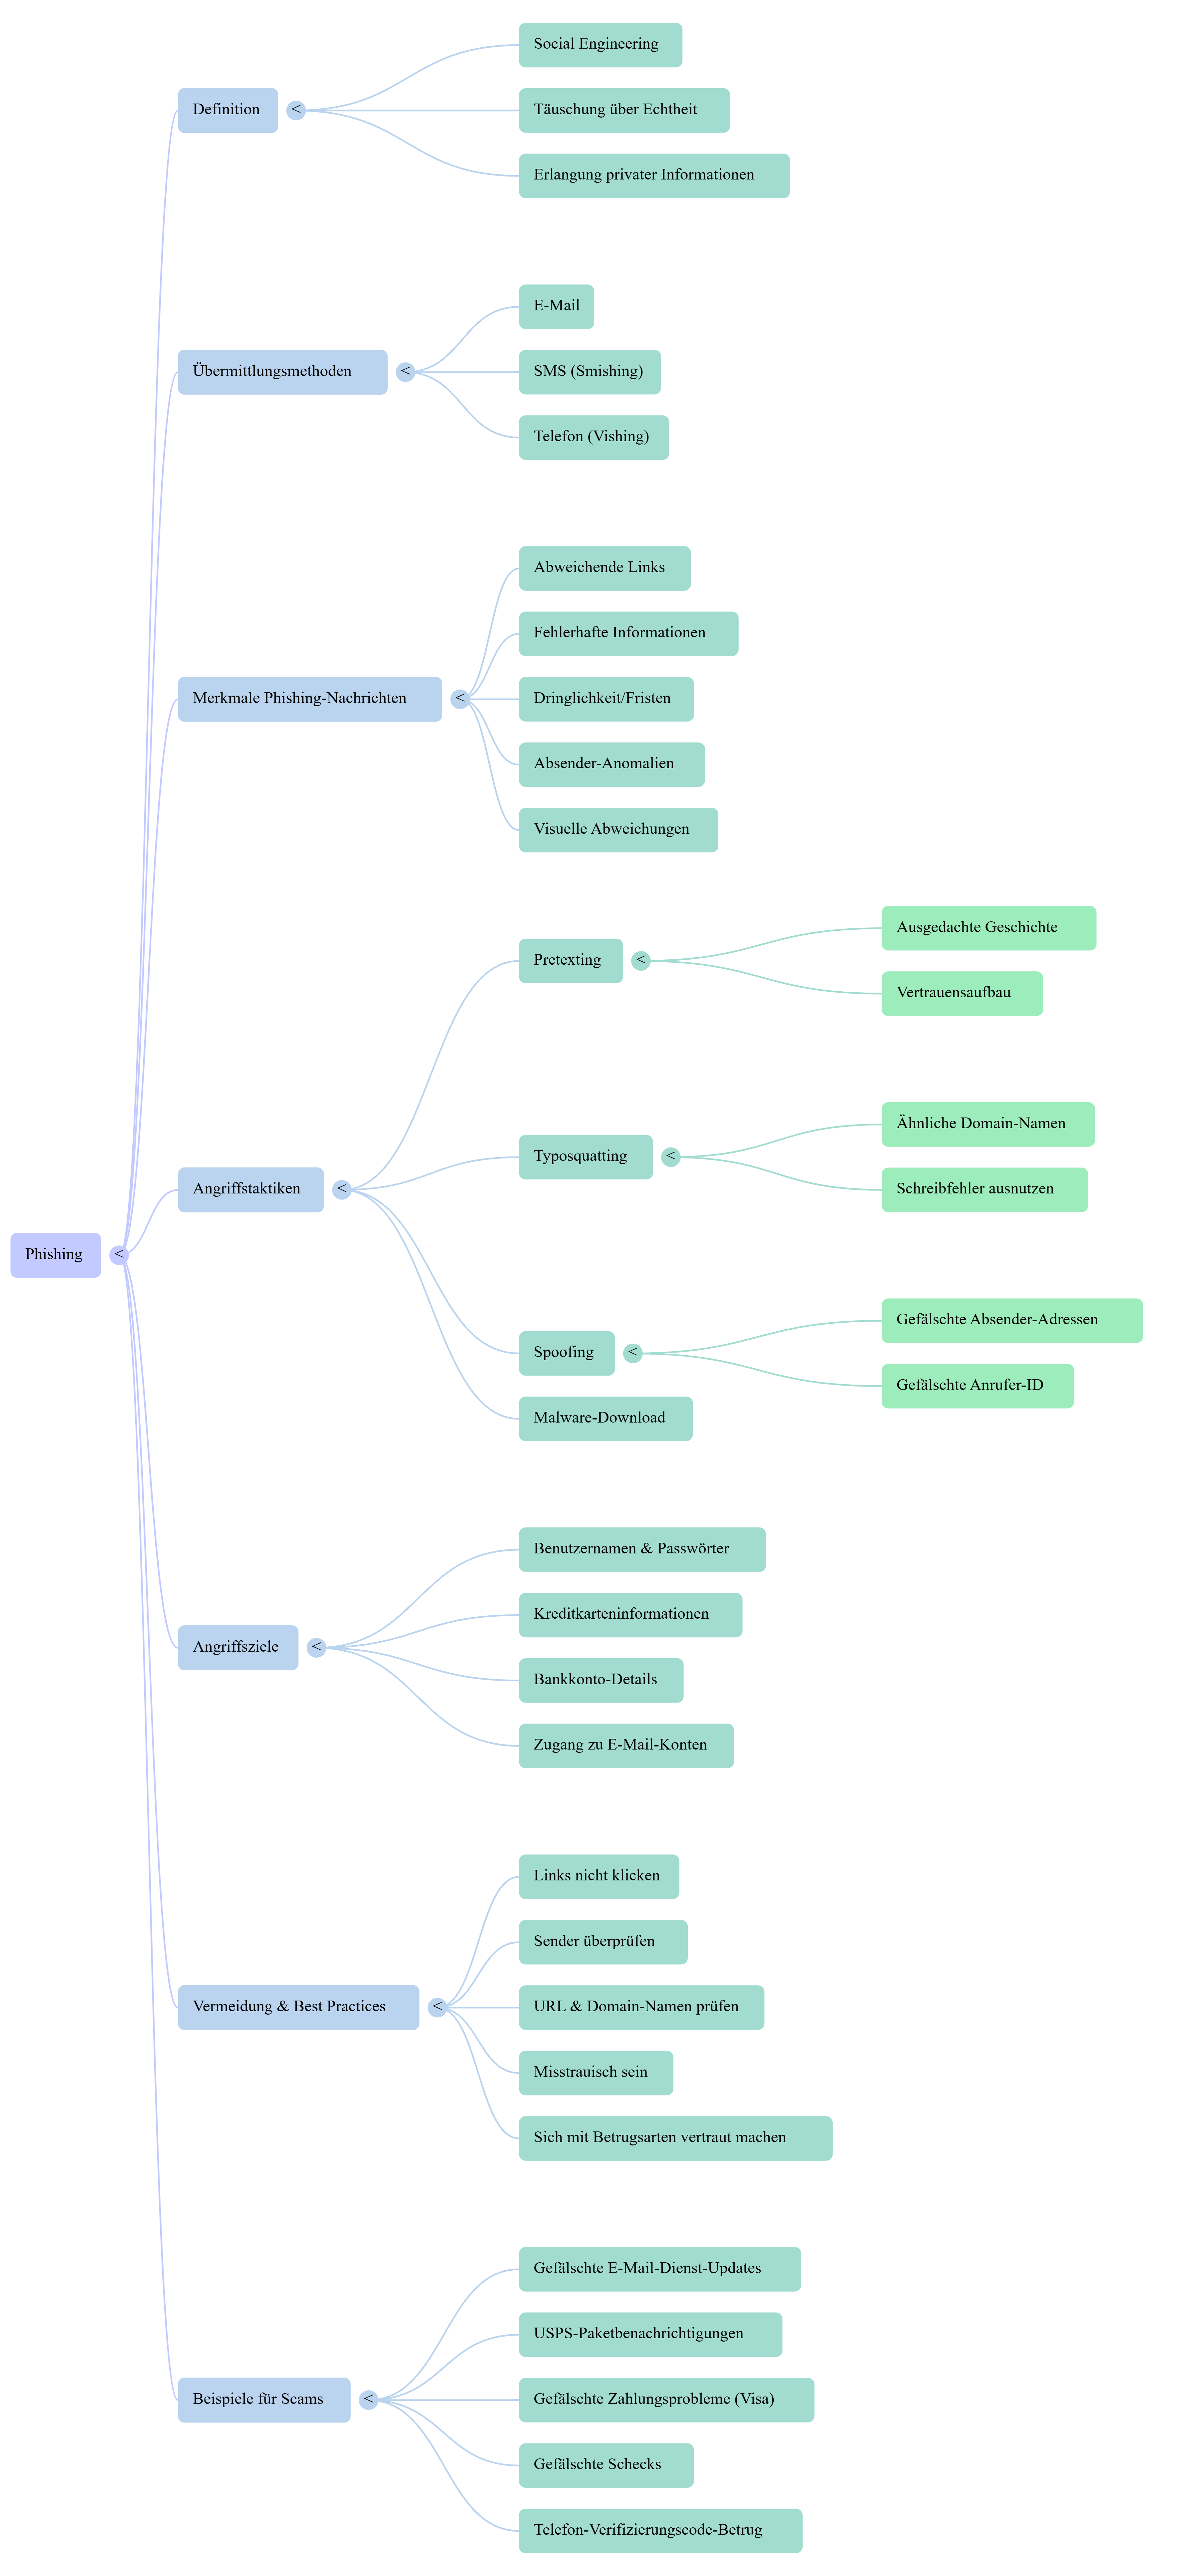 Phishing
<
Definition
<
Social Engineering
Täuschung über Echtheit
Erlangung privater Informationen
Übermittlungsmethoden
<
E-Mail
SMS (Smishing)
Telefon (Vishing)
Merkmale Phishing-Nachrichten
<
Abweichende Links
Fehlerhafte Informationen
Dringlichkeit/Fristen
Absender-Anomalien
Visuelle Abweichungen
Angriffstaktiken
<
Pretexting
<
Ausgedachte Geschichte
Vertrauensaufbau
Typosquatting
<
Ähnliche Domain-Namen
Schreibfehler ausnutzen
Spoofing
<
Gefälschte Absender-Adressen
Gefälschte Anrufer-ID
Malware-Download
Angriffsziele
<
Benutzernamen & Passwörter
Kreditkarteninformationen
Bankkonto-Details
Zugang zu E-Mail-Konten
Vermeidung & Best Practices
<
Links nicht klicken
Sender überprüfen
URL & Domain-Namen prüfen
Misstrauisch sein
Sich mit Betrugsarten vertraut machen
Beispiele für Scams
<
Gefälschte E-Mail-Dienst-Updates
USPS-Paketbenachrichtigungen
Gefälschte Zahlungsprobleme (Visa)
Gefälschte Schecks
Telefon-Verifizierungscode-Betrug